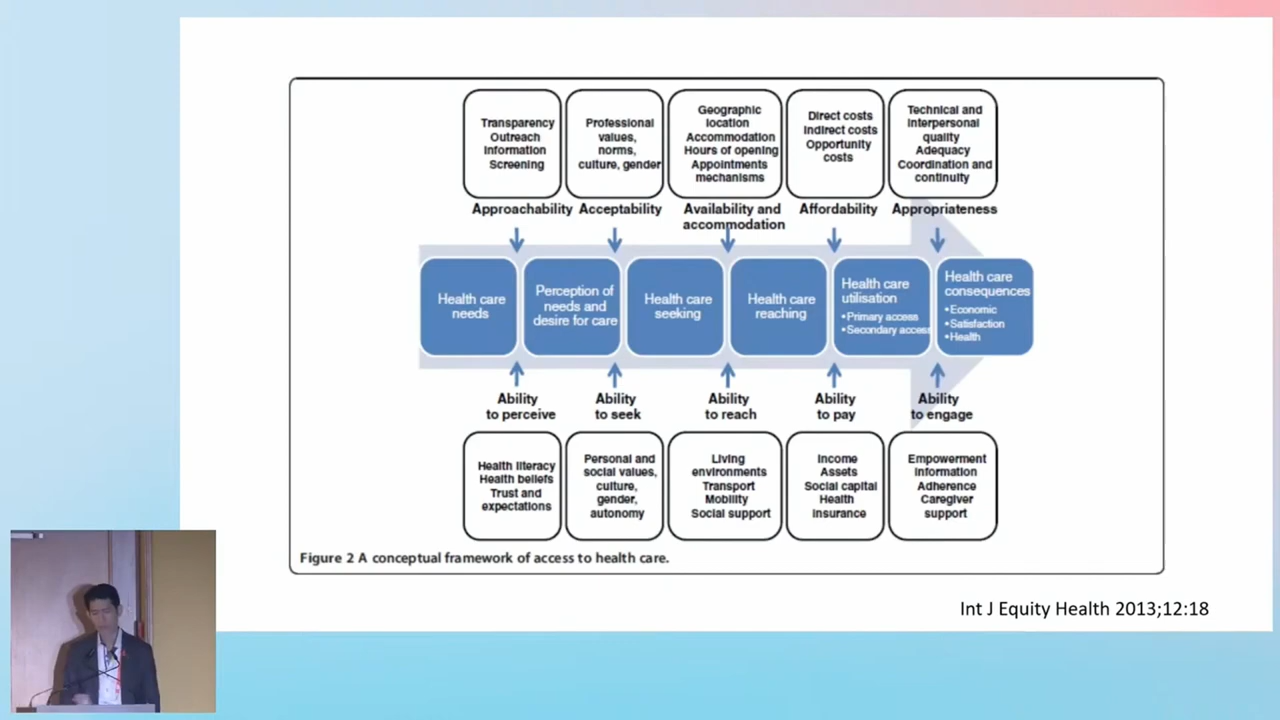 Transparency
Outreach
Information
Screening
Professional
values,
norms,
culture, gender
Geographic
location
Accommodation
Hours of opening
Appointments
mechanisms
Direct costs
Indirect costs
Opportunity
costs
Technical and
interpersonal
quality
Adequacy
Coordination and
continuity
Approachability
Acceptability
Availability and
accommodation
Affordability
Appropriateness
Health care
needs
Perception of
needs and
desire for care
Health care
seeking
Health care
reaching
Health care
utilisation
•Primary access
•Secondary access
Health care
consequences
•Economic
•Satisfaction
•Health
Ability
to perceive
Ability
to seek
Ability
to reach
Ability
to pay
Ability
to engage
Health literacy
Health beliefs
Trust and
expectations
Personal and
social values,
culture,
gender,
autonomy
Living
environments
Transport
Mobility
Social support
Income
Assets
Social capital
Health
insurance
Empowerment
Information
Adherence
Caregiver
support
Figure 2 A conceptual framework of access to health care.
Int J Equity Health 2013;12:18